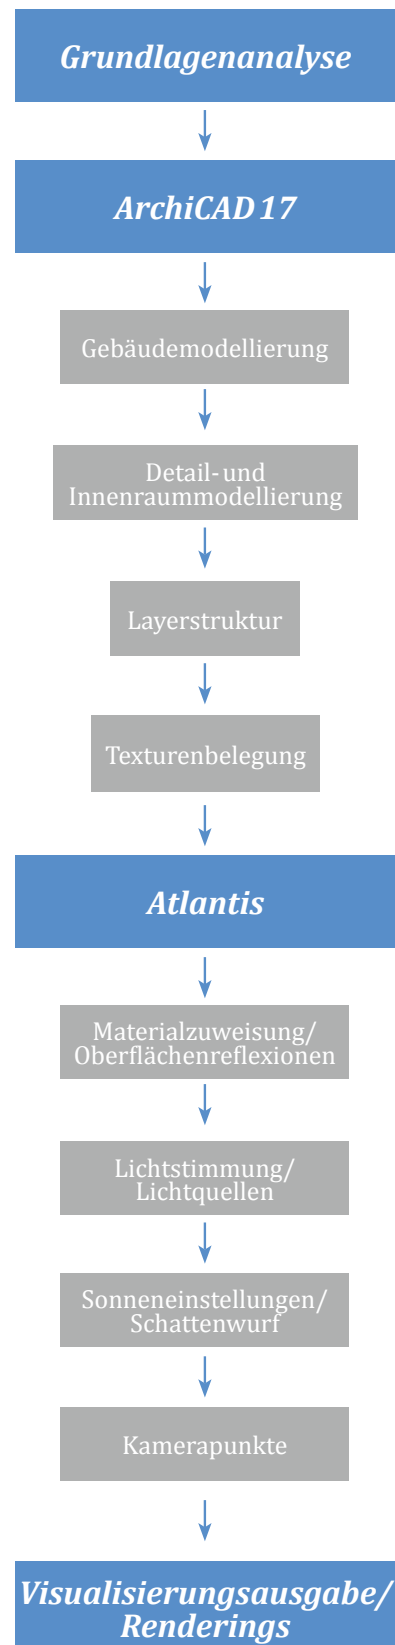 Grundlagenanalyse
ArchiCAD 17
Gebäudemodellierung
Detail- und
Innenraummodellierung
Layerstruktur
Texturenbelegung
Atlantis
Materialzuweisung/
Oberflächenreflexionen
Lichtstimmung/
Lichtquellen
Sonneneinstellungen/
Schattenwurf
Kamerapunkte
Visualisierungsausgabe/
Renderings